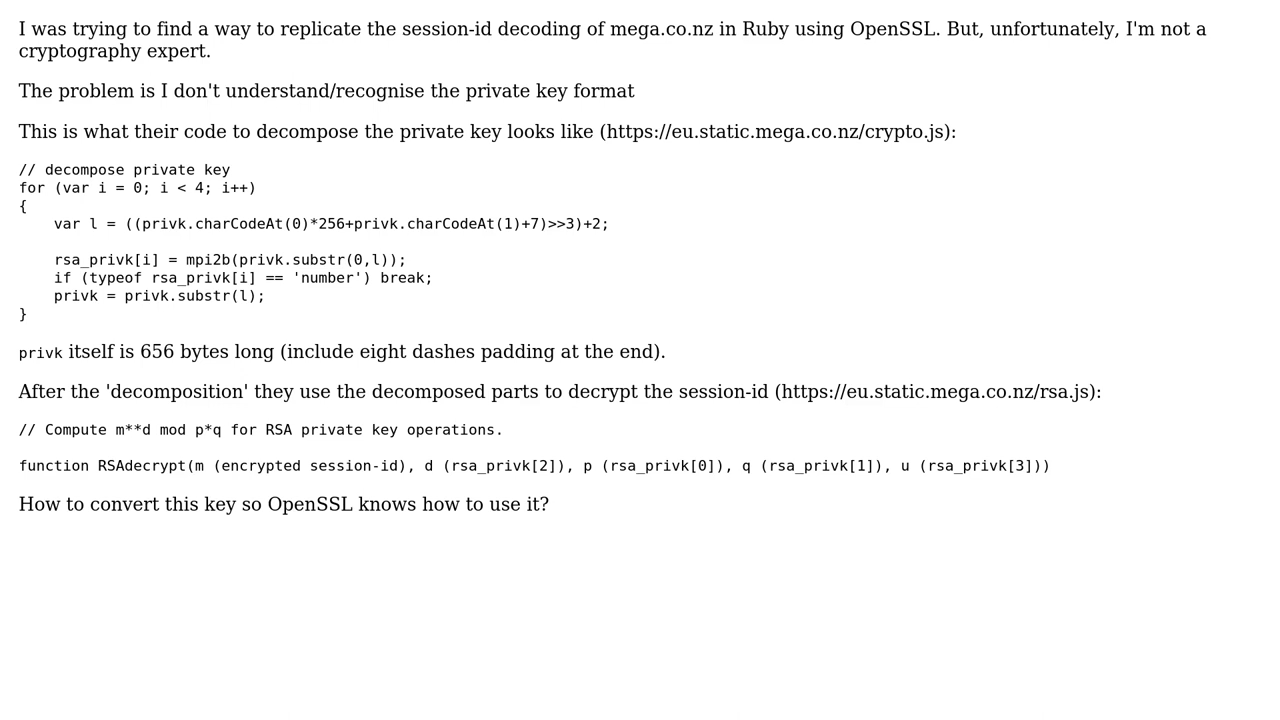 I was trying to find a way to replicate the session-id decoding of mega.co.nz in Ruby using OpenSSL. But, unfortunately, I'm not a
cryptography expert.
The problem is I don't understand/recognise the private key format
This is what their code to decompose the private key looks like (https://eu.static.mega.co.nz/crypto.js):
// decompose private key
for (var i = 0; i < 4; i++)
{
    var l = ((privk.charCodeAt(0)*256+privk.charCodeAt(1)+7)>>3)+2;
    rsa_privk[i] = mpi2b(privk.substr(0,l));
    if (typeof rsa_privk[i] == 'number') break;
    privk = privk.substr(l);
}
privk itself is 656 bytes long (include eight dashes padding at the end).
After the 'decomposition' they use the decomposed parts to decrypt the session-id (https://eu.static.mega.co.nz/rsa.js):
// Compute m**d mod p*q for RSA private key operations.
function RSAdecrypt(m (encrypted session-id), d (rsa_privk[2]), p (rsa_privk[0]), q (rsa_privk[1]), u (rsa_privk[3]))
How to convert this key so OpenSSL knows how to use it?